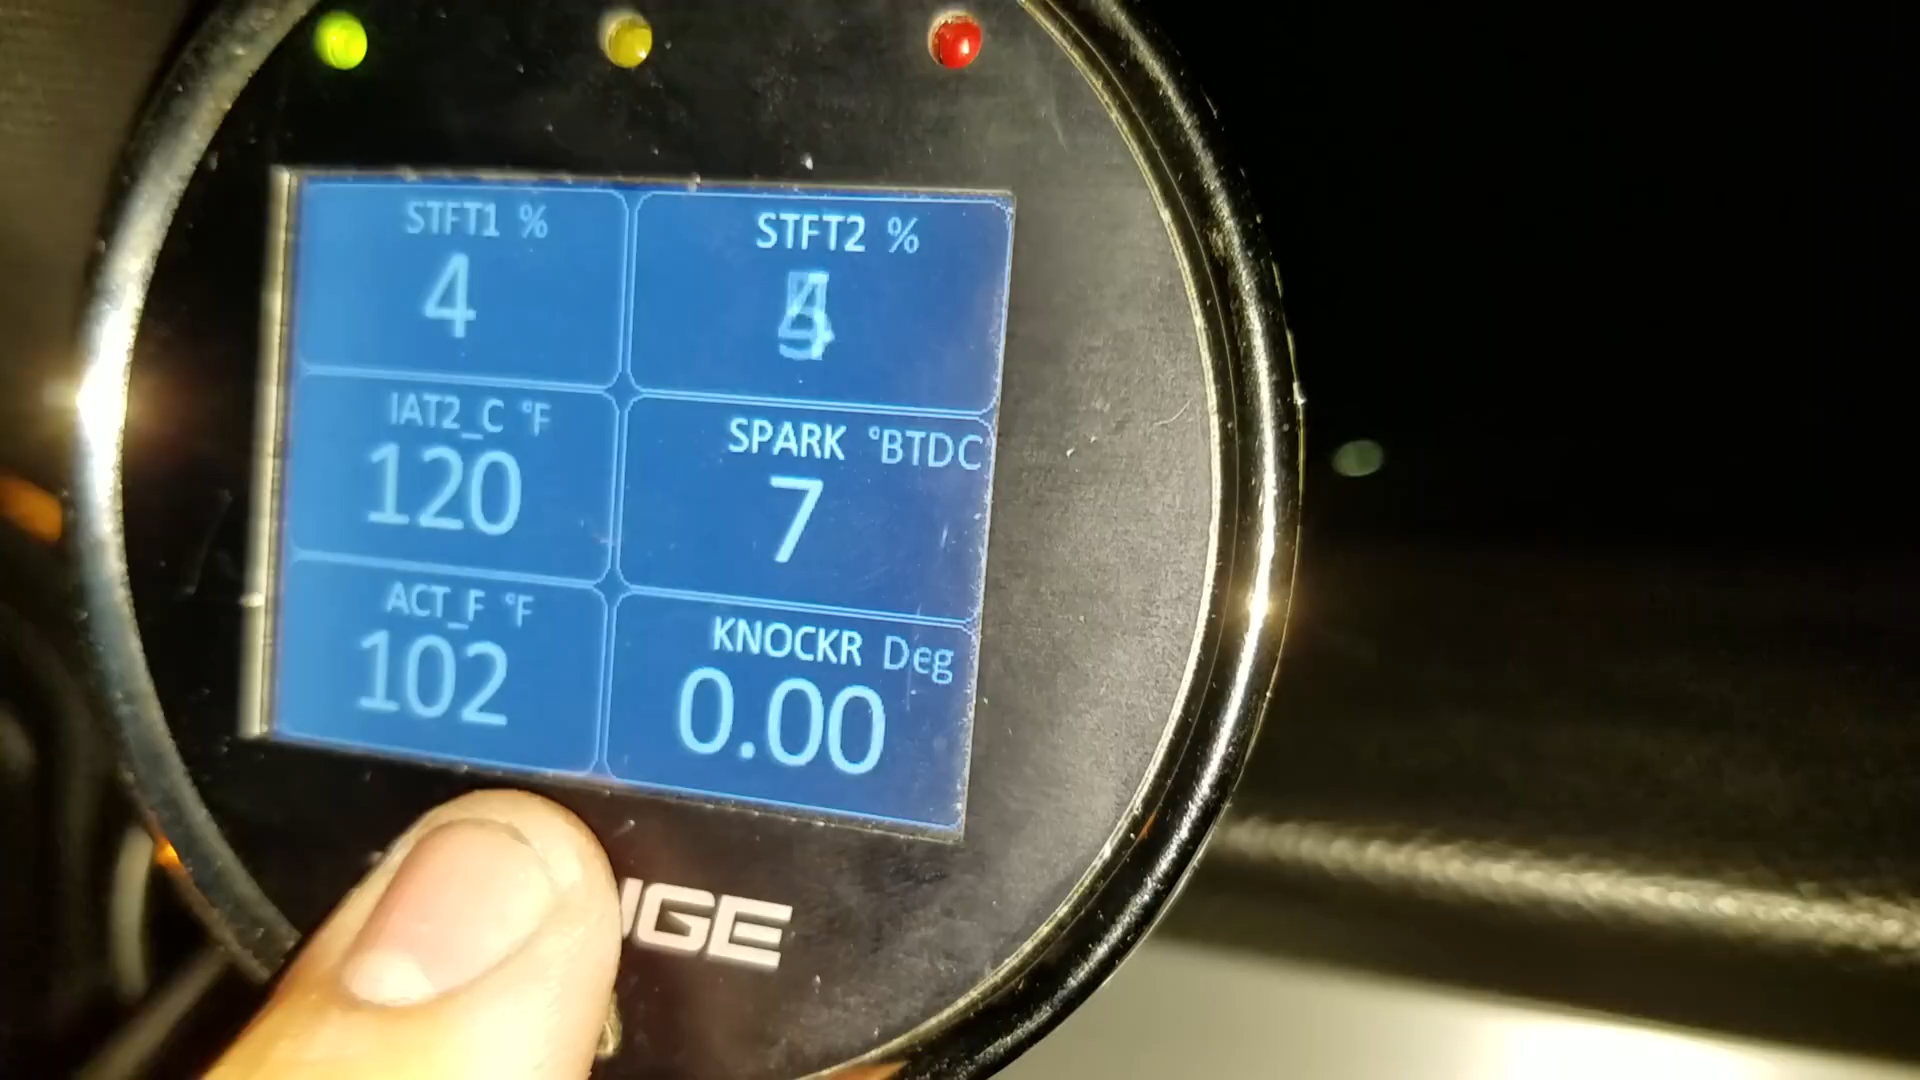 STFT1 %
4
STFT2 %
IAT2_C °F
120
SPARK °BTDC
7
ACT_F °F
102
KNOCKR Deg
0.00